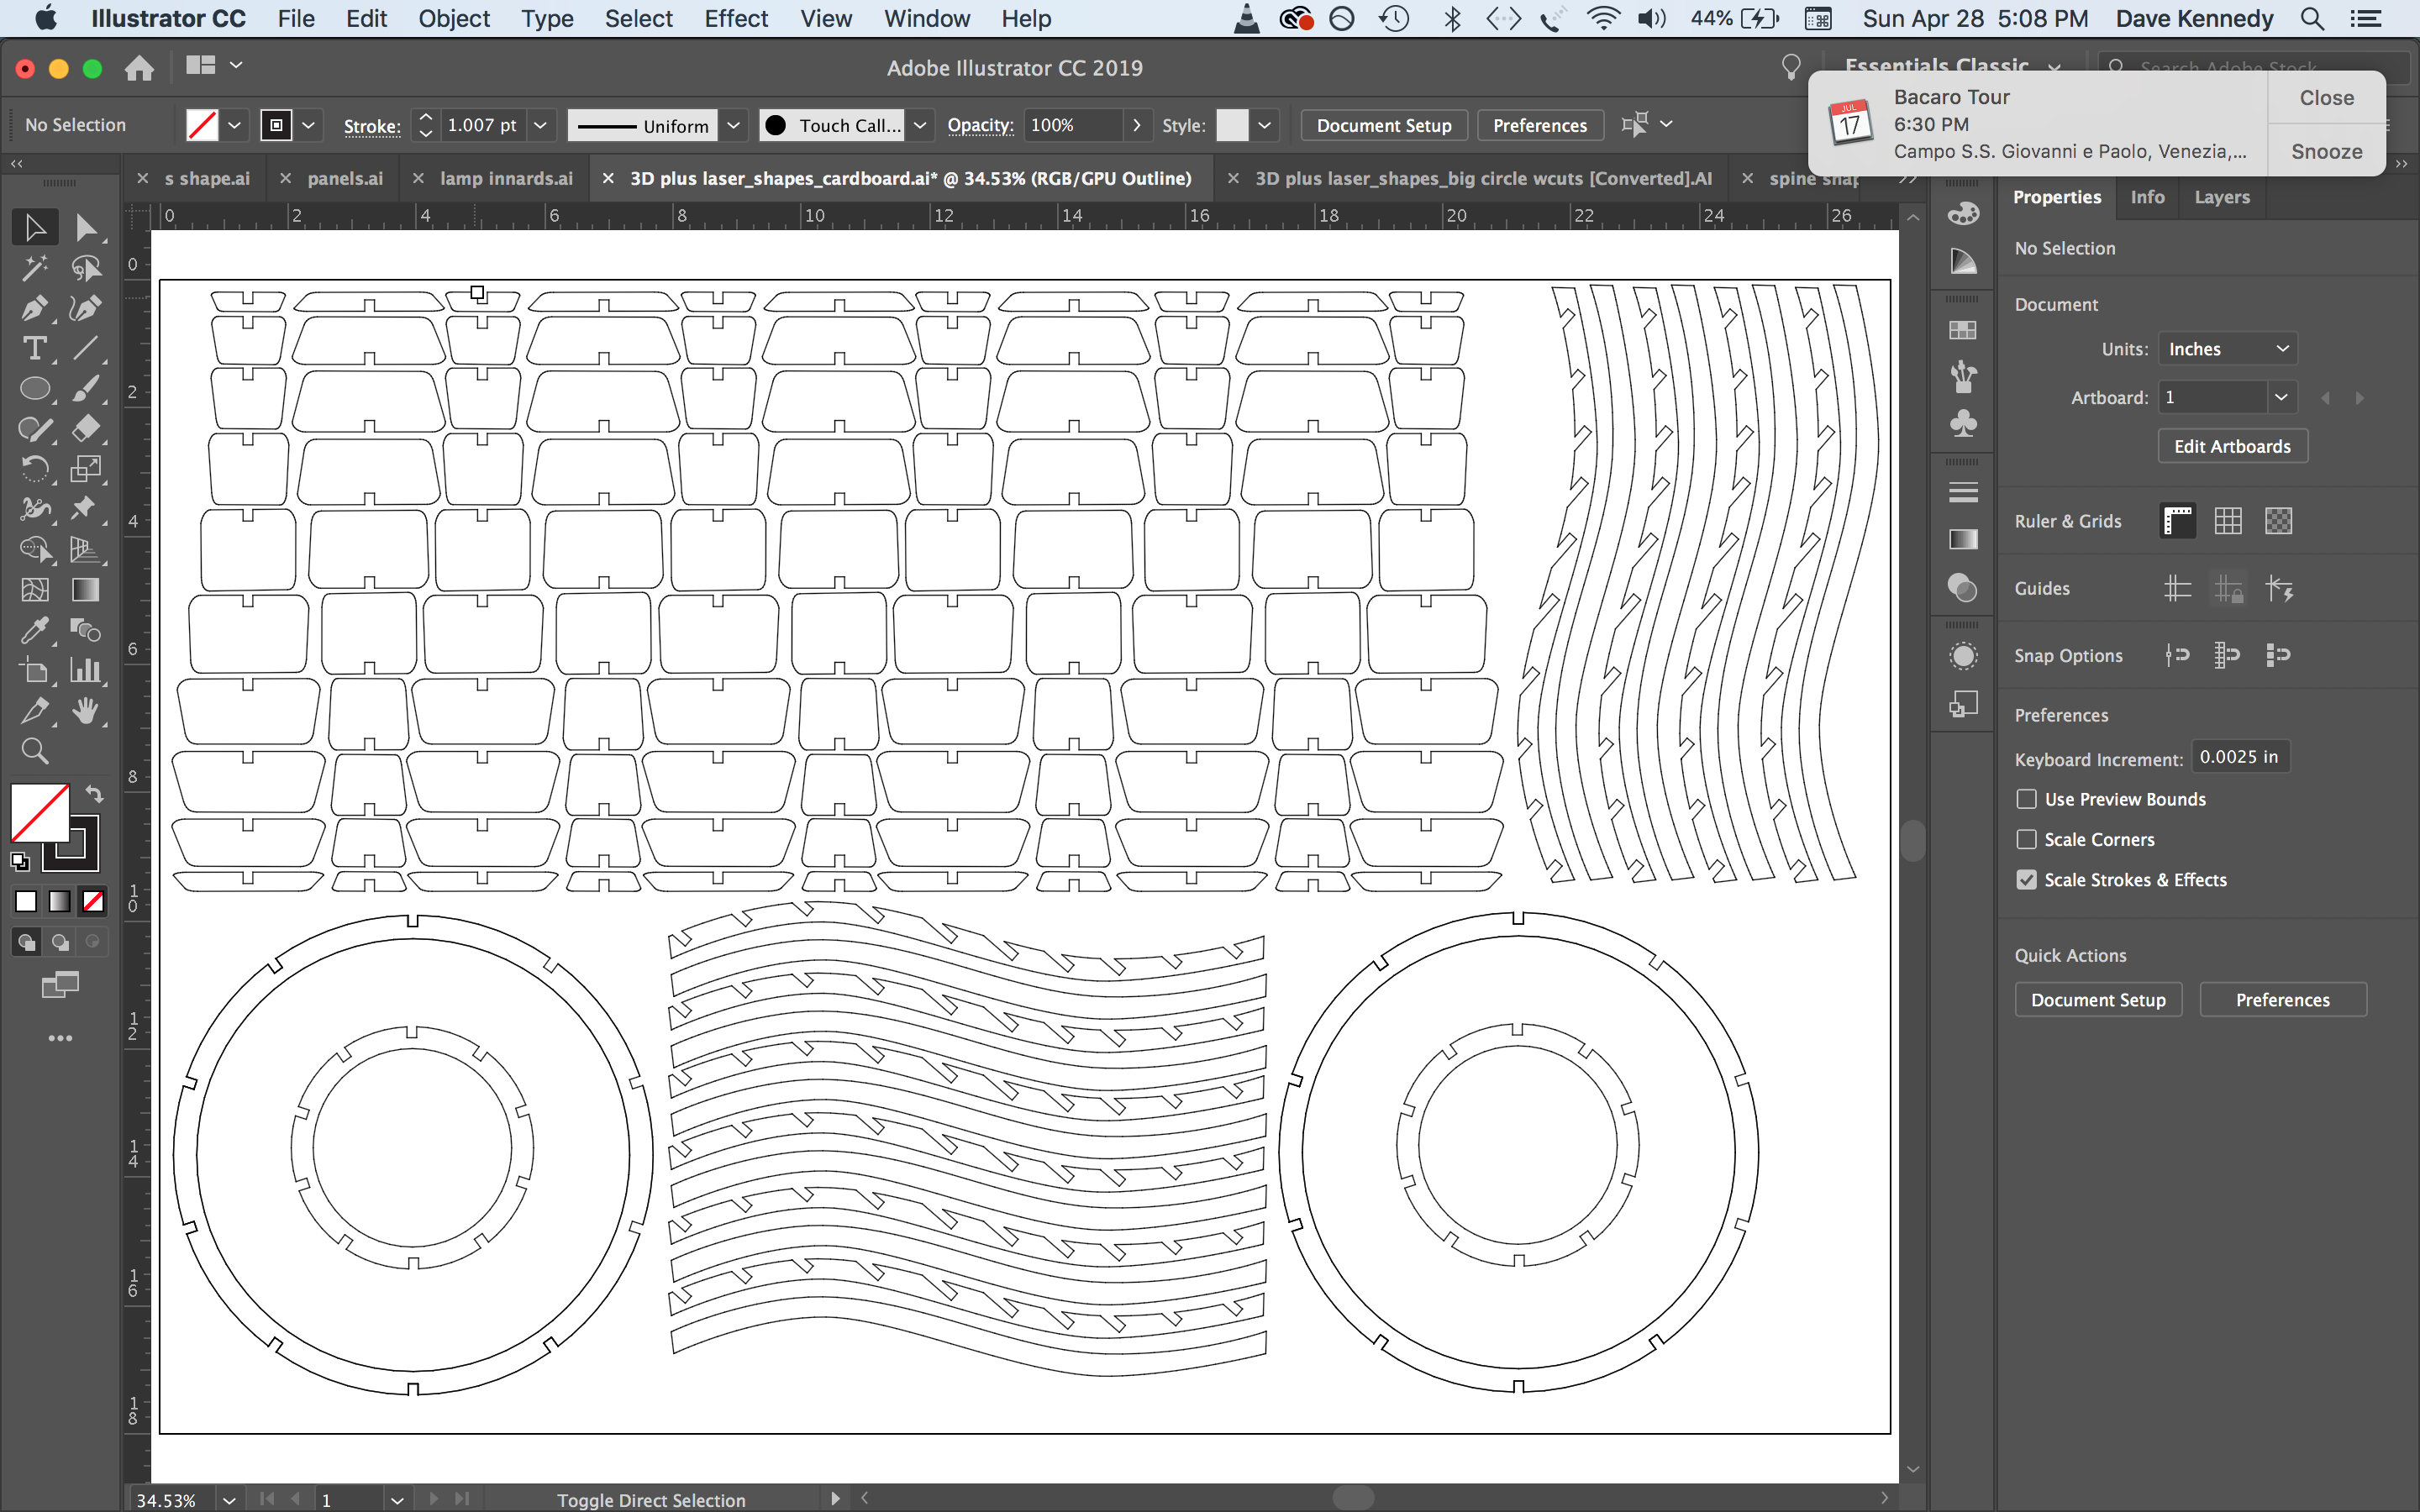 Illustrator CC File Edit Object Type Select Effect View Window Help 44% Sun Apr 28 5:08 PM Dave Kennedy
Adobe Illustrator CC 2019 Essentials Classic Search Adobe Stock
Bacaro Tour
6:30 PM
Campo S.S. Giovanni e Paolo, Venezia,...
Close
Snooze
JUL
17
No Selection Stroke: 1.007 pt Uniform Touch Call... Opacity: 100% Style: Document Setup Preferences
s shape.ai panels.ai lamp innards.ai 3D plus laser_shapes_cardboard.ai* @ 34.53% (RGB/GPU Outline) 3D plus laser_shapes_big circle wcuts [Converted].AI
0 2 4 6 8 10 12 14 16 18 20 22 24 26
0
2
4
6
8
10
12
14
16
18
Properties Info Layers
No Selection
Document
Units: Inches
Artboard: 1
Edit Artboards
Ruler & Grids
Guides
Snap Options
Preferences
Keyboard Increment: 0.0025 in
Use Preview Bounds
Scale Corners
Scale Strokes & Effects
Quick Actions
Document Setup Preferences
34.53% 1 Toggle Direct Selection